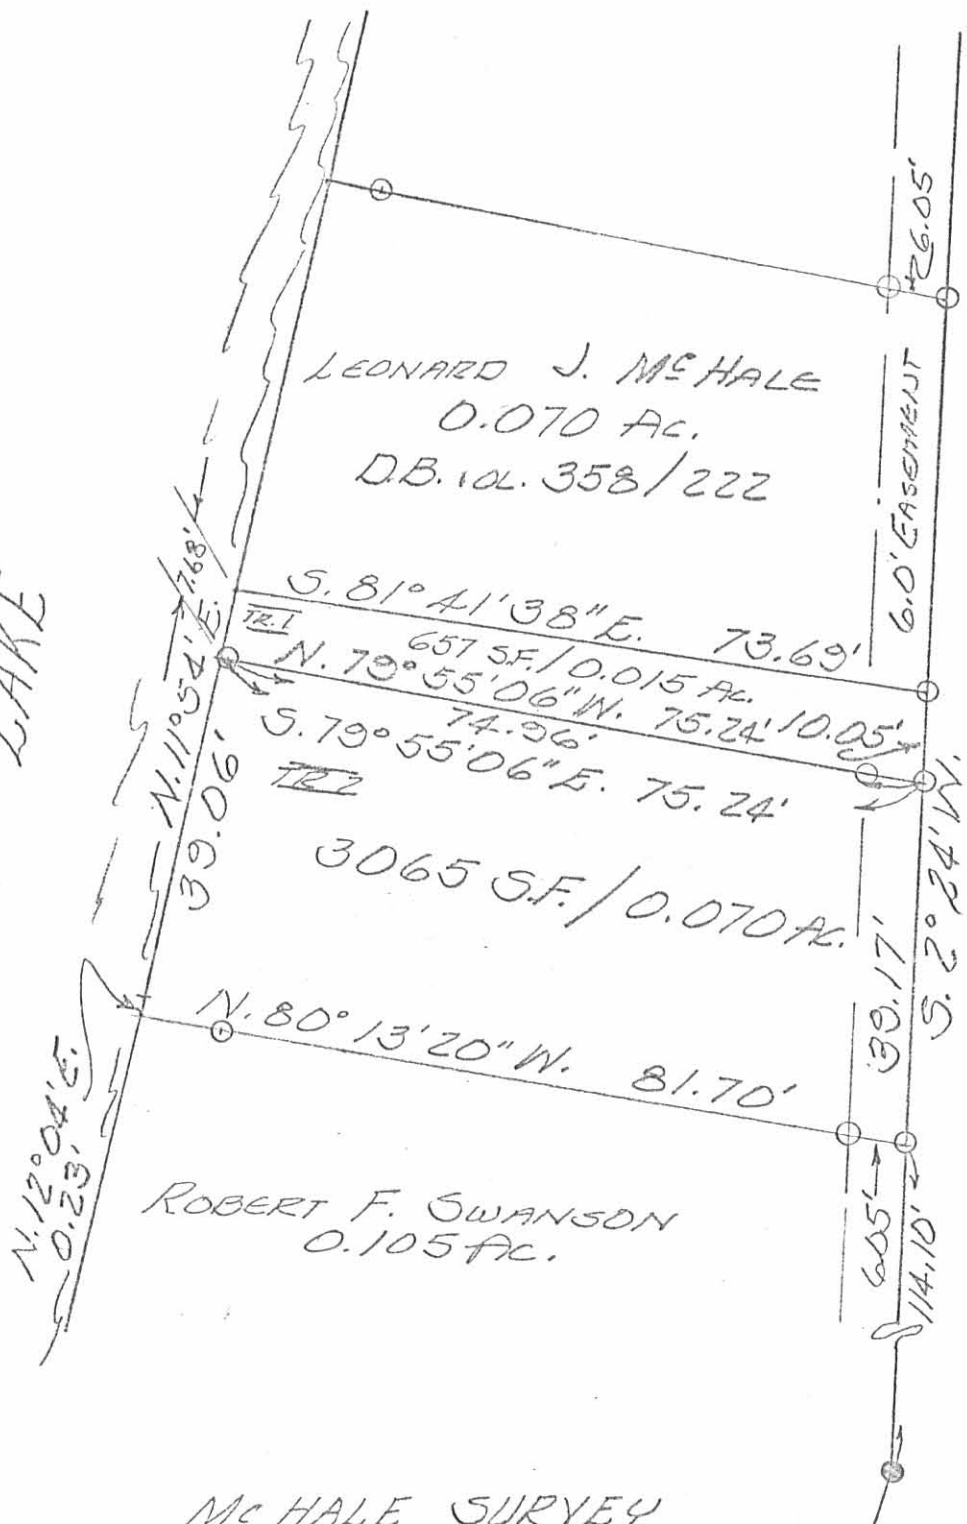 26.05'
LEONARD J. McHALE
0.070 Ac.
D.B. VOL. 358/222
6.0' EASEMENT
LAKE
7.68'
N. 11° 54' E.
39.06'
S. 81° 41' 38" E. 73.69'
TR. 1
657 S.F./0.015 Ac.
N. 79° 55' 06" W. 75.24'
10.05'
74.96'
S. 79° 55' 06" E. 75.24'
TR 2
3065 S.F./0.070 Ac.
39.17'
S. 2° 24' W.
N. 80° 13' 20" W. 81.70'
N. 12° 04' E.
0.23'
ROBERT F. SWANSON
0.105 Ac.
6.05'
114.10'
McHALE SURVEY